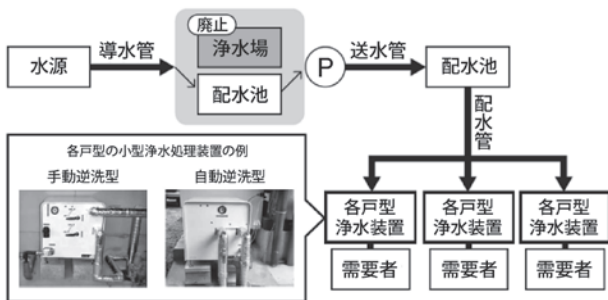 廃止
浄水場
水源
導水管
配水池
P
送水管
配水池
配水管
各戸型の小型浄水処理装置の例
手動逆洗型
自動逆洗型
各戸型
浄水装置
各戸型
浄水装置
各戸型
浄水装置
需要者
需要者
需要者